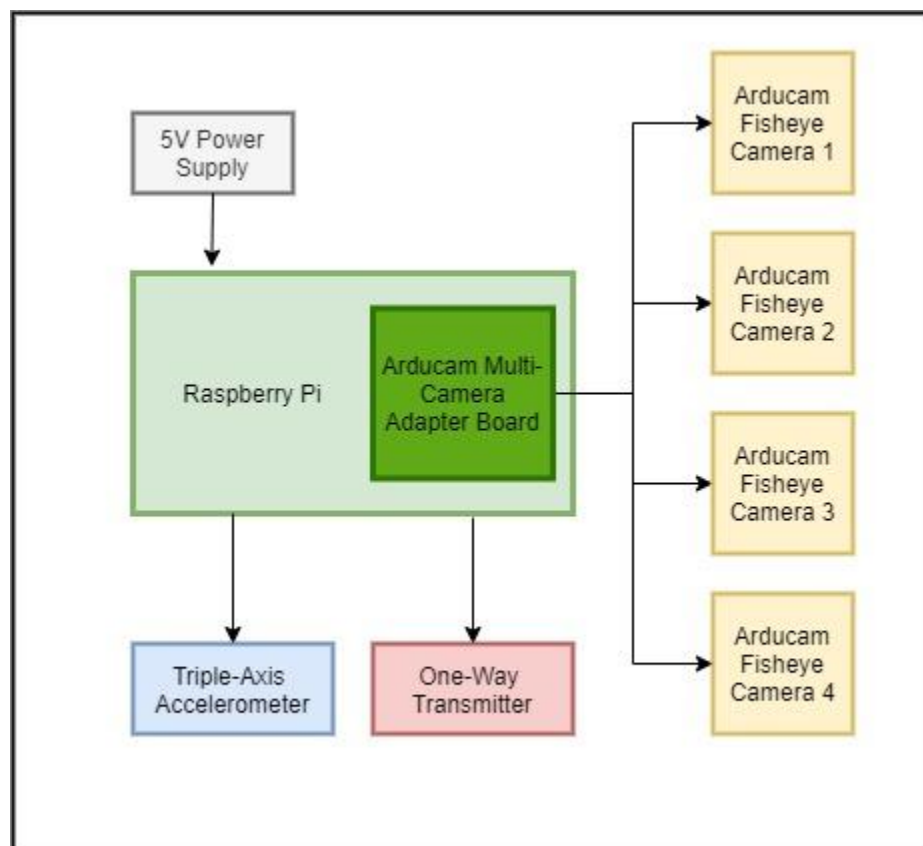 5V Power
Supply
Raspberry Pi
Arducam Multi-
Camera
Adapter Board
Triple-Axis
Accelerometer
One-Way
Transmitter
Arducam
Fisheye
Camera 1
Arducam
Fisheye
Camera 2
Arducam
Fisheye
Camera 3
Arducam
Fisheye
Camera 4